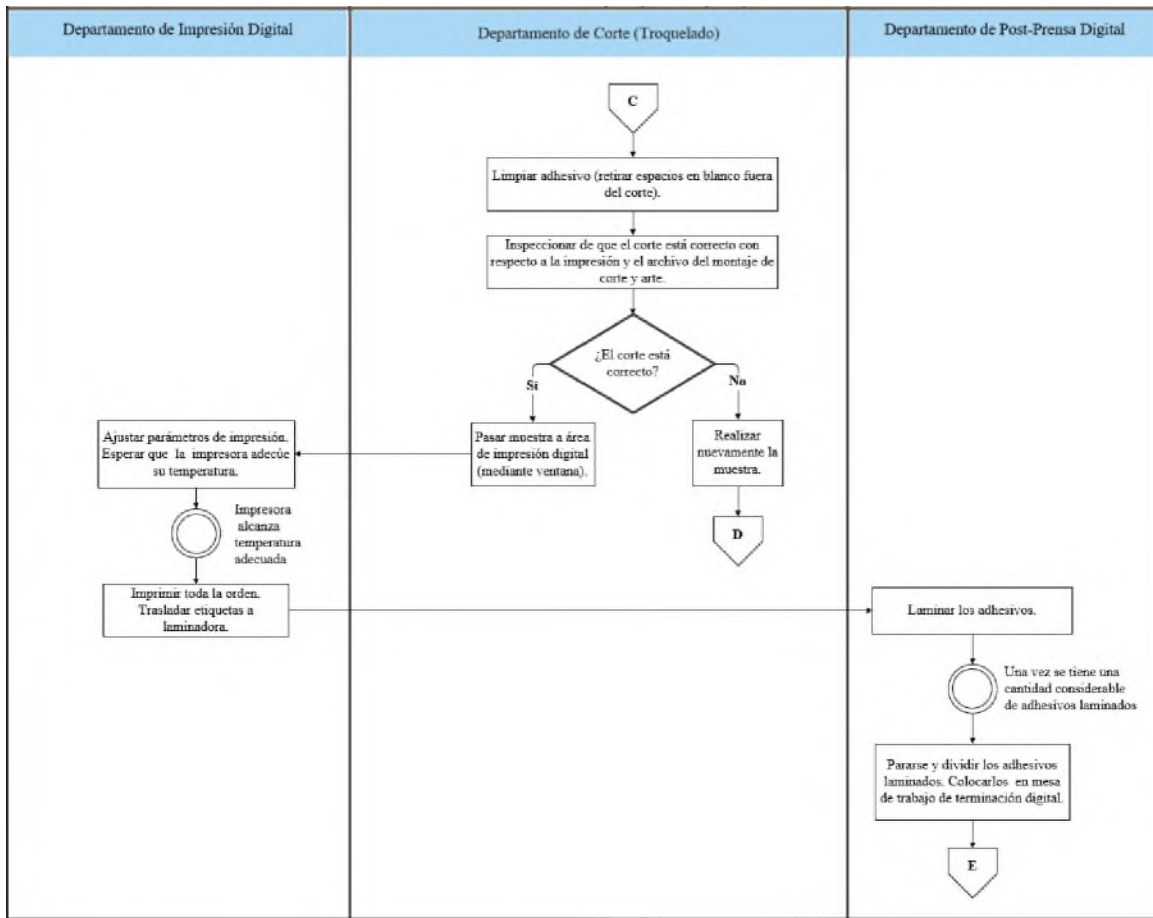 Departamento de Impresión Digital
Departamento de Corte (Troquelado)
Departamento de Post-Prensa Digital
C
Limpiar adhesivo (retirar espacios en blanco fuera
del corte).
Inspeccionar de que el corte está correcto con
respecto a la impresión y el archivo del montaje de
corte y arte.
¿El corte está
correcto?
Sí
No
Ajustar parámetros de impresión.
Esperar que la impresora adecúe
su temperatura.
Pasar muestra a área
de impresión digital
(mediante ventana).
Realizar
nuevamente la
muestra.
Impresora
alcanza
temperatura
adecuada
D
Imprimir toda la orden.
Trasladar etiquetas a
laminadora.
Laminar los adhesivos.
Una vez se tiene una
cantidad considerable
de adhesivos laminados
Pararse y dividir los adhesivos
laminados. Colocarlos en mesa
de trabajo de terminación digital.
E